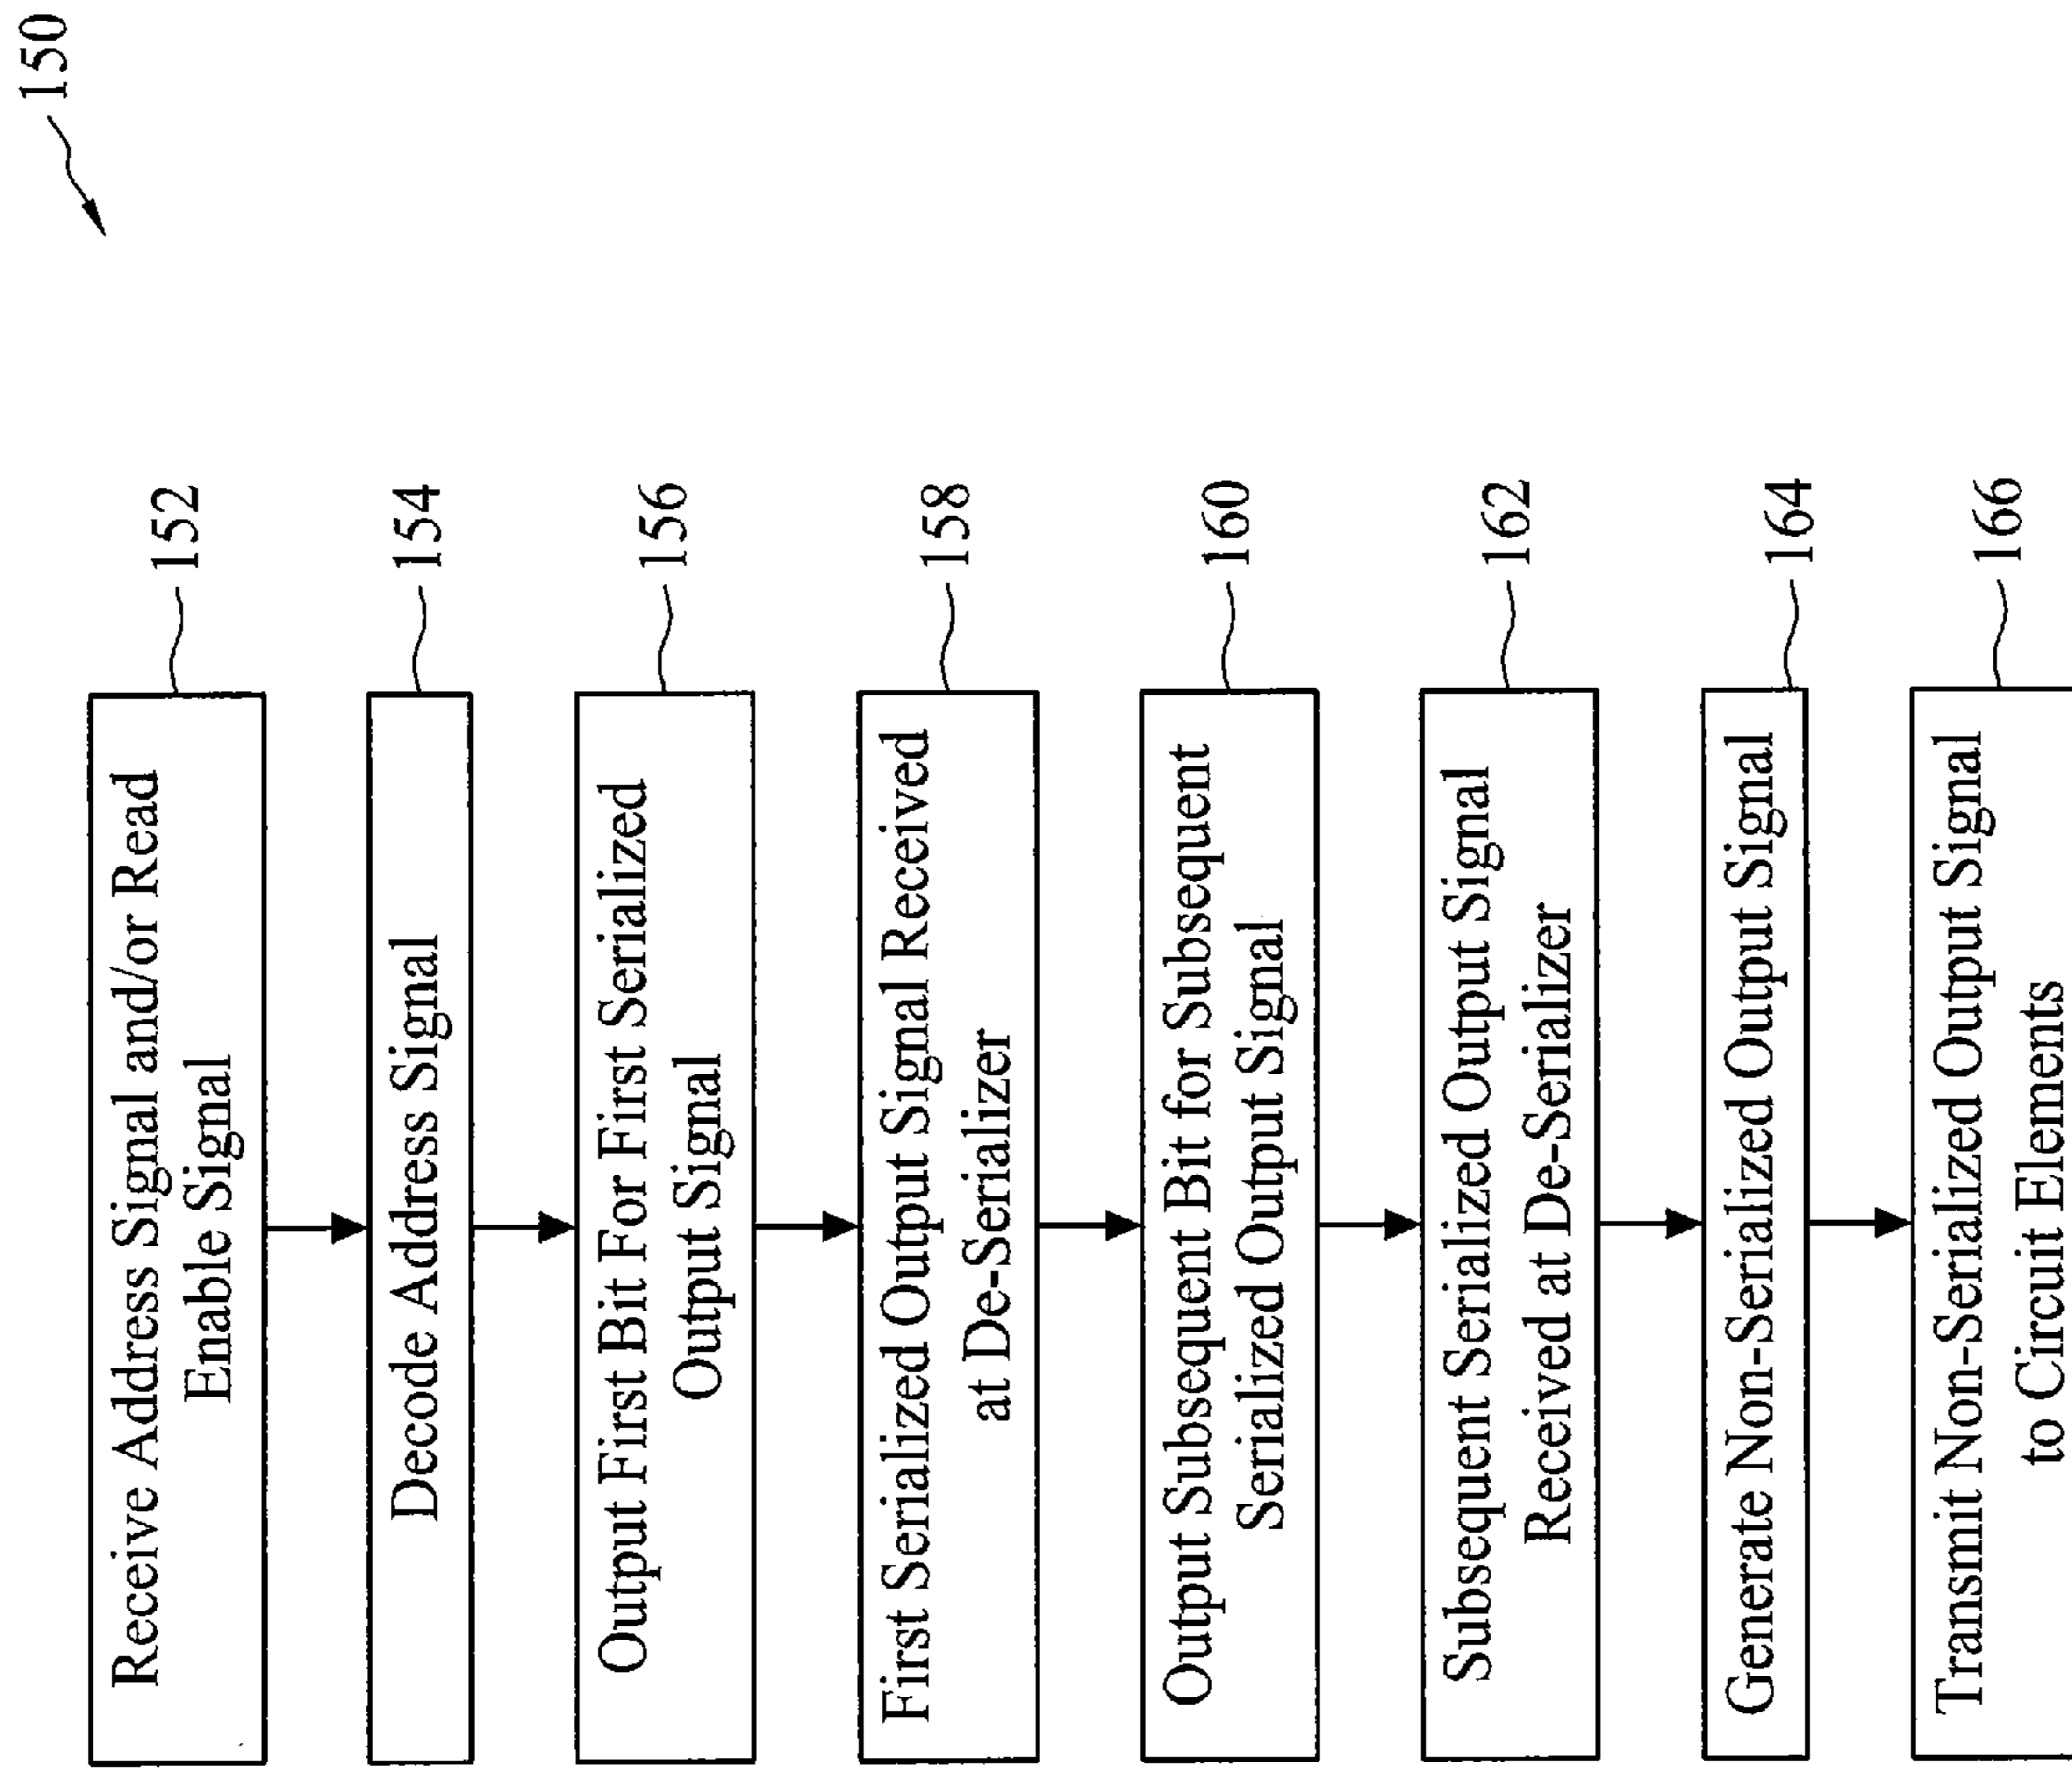 150
Receive Address Signal and/or Read
Enable Signal
152
Decode Address Signal
154
Output First Bit For First Serialized
Output Signal
156
First Serialized Output Signal Received
at De-Serializer
158
Output Subsequent Bit for Subsequent
Serialized Output Signal
160
Subsequent Serialized Output Signal
Received at De-Serializer
162
Generate Non-Serialized Output Signal
164
Transmit Non-Serialized Output Signal
to Circuit Elements
166